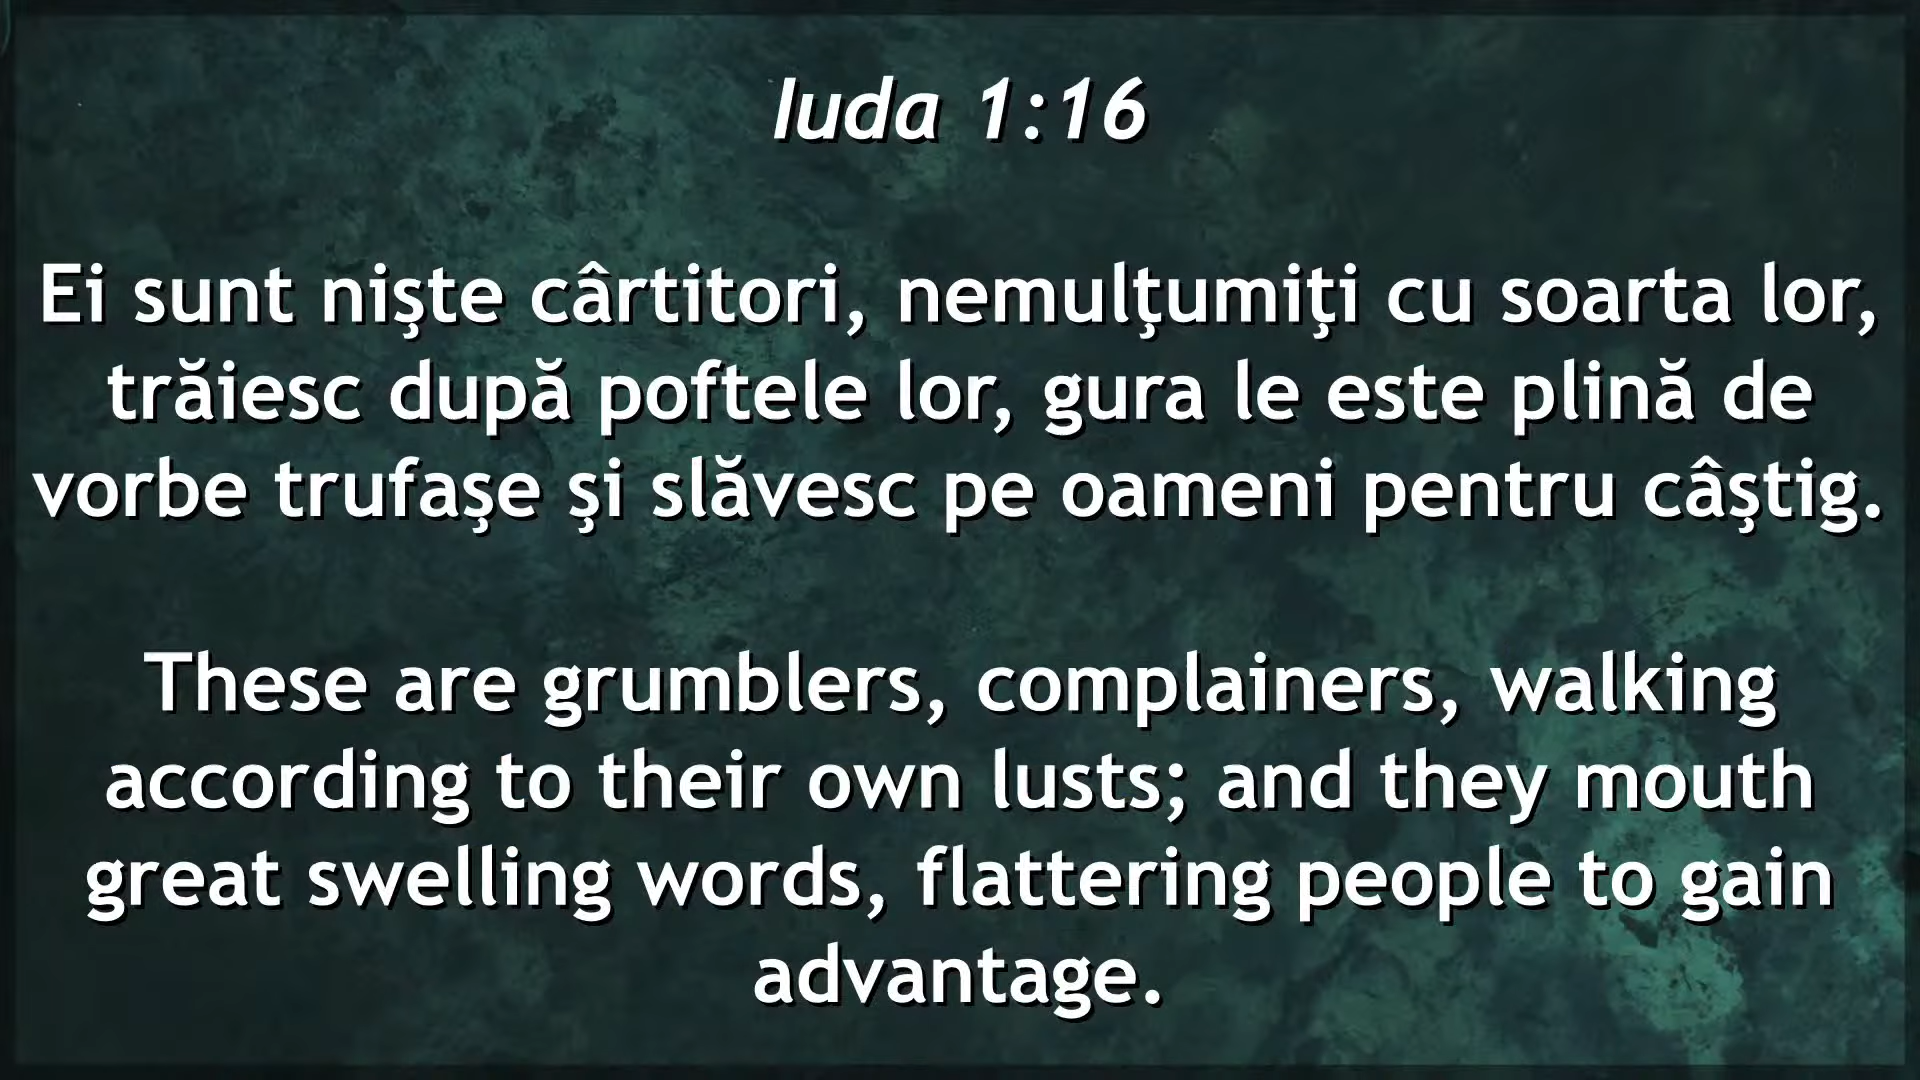 Iuda 1:16
Ei sunt nişte cârtitori, nemulţumiţi cu soarta lor,
trăiesc după poftele lor, gura le este plină de
vorbe trufaşe şi slăvesc pe oameni pentru câştig.
These are grumblers, complainers, walking
according to their own lusts; and they mouth
great swelling words, flattering people to gain
advantage.